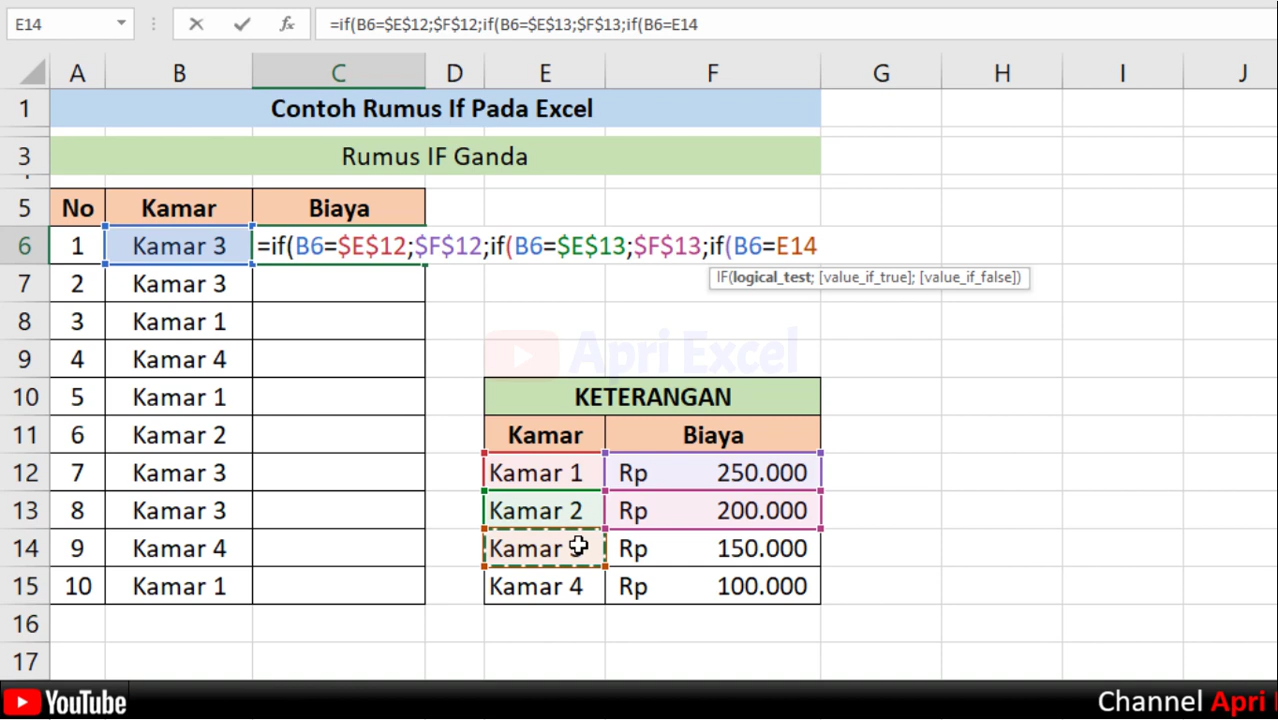 E14 =if(B6=$E$12;$F$12;if(B6=$E$13;$F$13;if(B6=E14
A B C D E F G H I J
1 Contoh Rumus If Pada Excel
3 Rumus IF Ganda
5 No Kamar Biaya
6 1 Kamar 3 =if(B6=$E$12;$F$12;if(B6=$E$13;$F$13;if(B6=E14
IF(logical_test; [value_if_true]; [value_if_false])
7 2 Kamar 3
8 3 Kamar 1
9 4 Kamar 4
Apri Excel
10 5 Kamar 1 KETERANGAN
11 6 Kamar 2 Kamar Biaya
12 7 Kamar 3 Kamar 1 Rp 250.000
13 8 Kamar 3 Kamar 2 Rp 200.000
14 9 Kamar 4 Kamar 3 Rp 150.000
15 10 Kamar 1 Kamar 4 Rp 100.000
16
17
YouTube Channel Apri